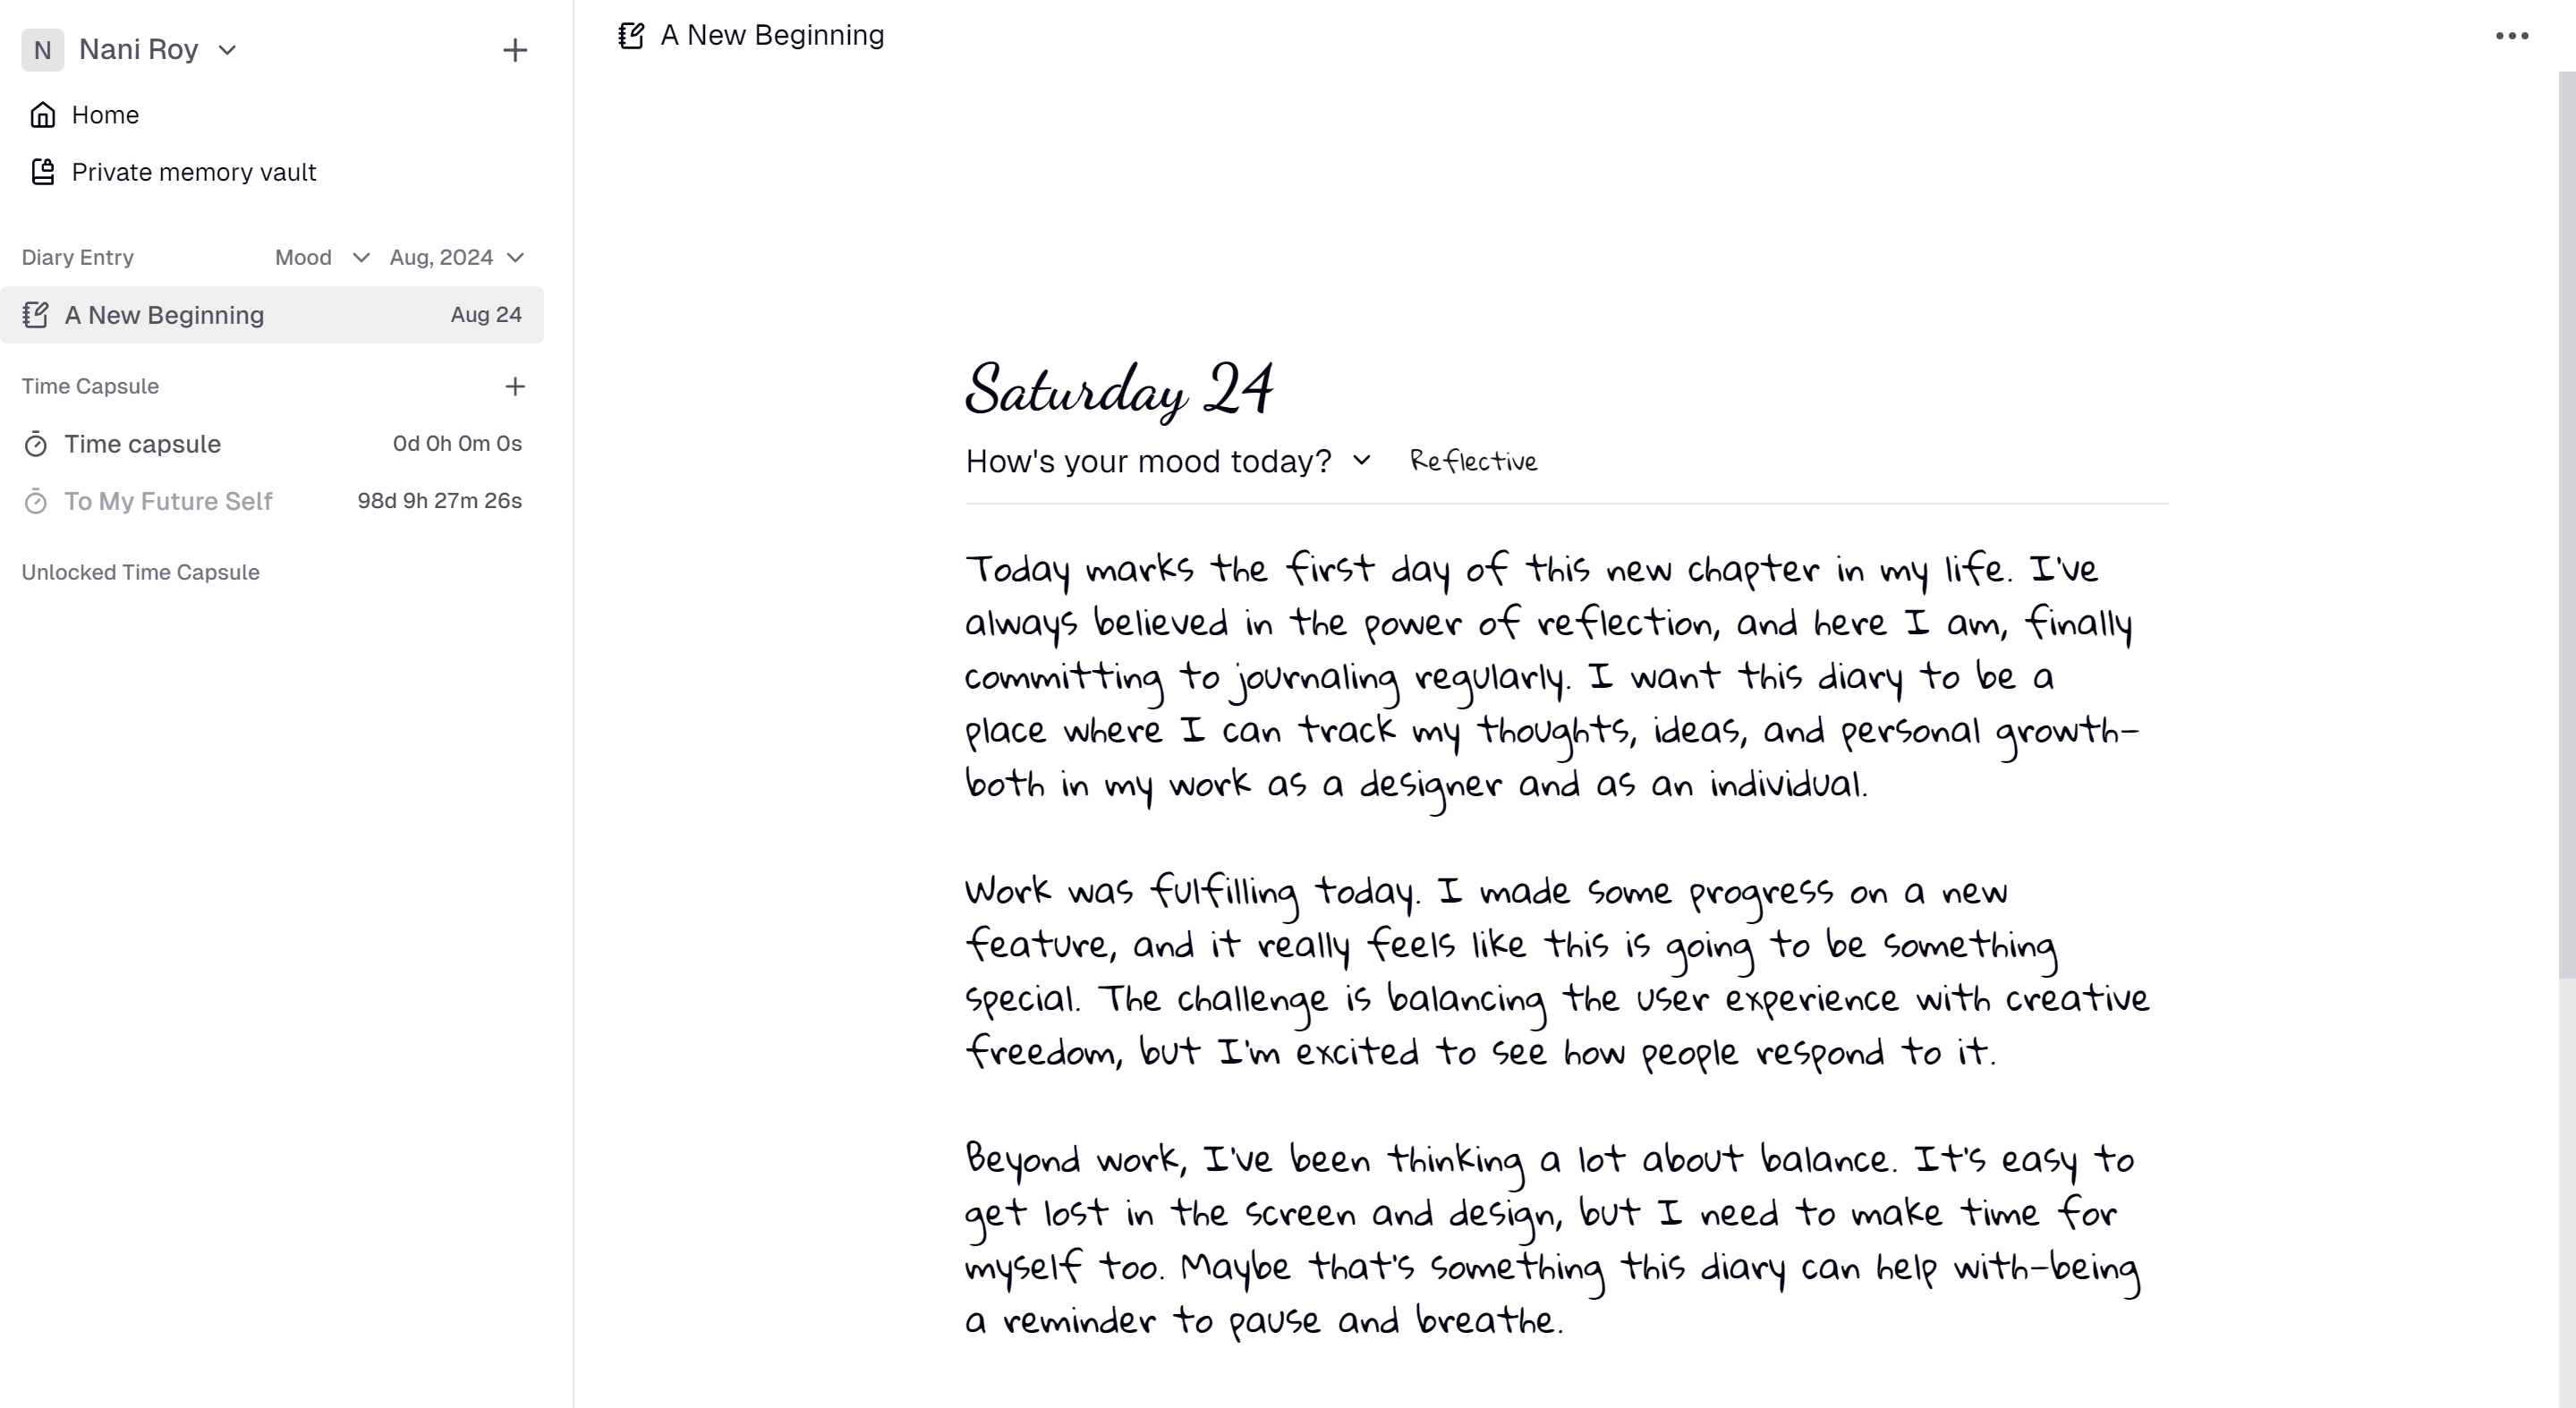 N Nani Roy
Home
Private memory vault
Diary Entry Mood Aug, 2024
A New Beginning Aug 24
Time Capsule
Time capsule 0d 0h 0m 0s
To My Future Self 98d 9h 27m 26s
Unlocked Time Capsule
A New Beginning
Saturday 24
How's your mood today? Reflective
Today marks the first day of this new chapter in my life. I've
always believed in the power of reflection, and here I am, finally
committing to journaling regularly. I want this diary to be a
place where I can track my thoughts, ideas, and personal growth-
both in my work as a designer and as an individual.
Work was fulfilling today. I made some progress on a new
feature, and it really feels like this is going to be something
special. The challenge is balancing the user experience with creative
freedom, but I'm excited to see how people respond to it.
Beyond work, I've been thinking a lot about balance. It's easy to
get lost in the screen and design, but I need to make time for
myself too. Maybe that's something this diary can help with-being
a reminder to pause and breathe.